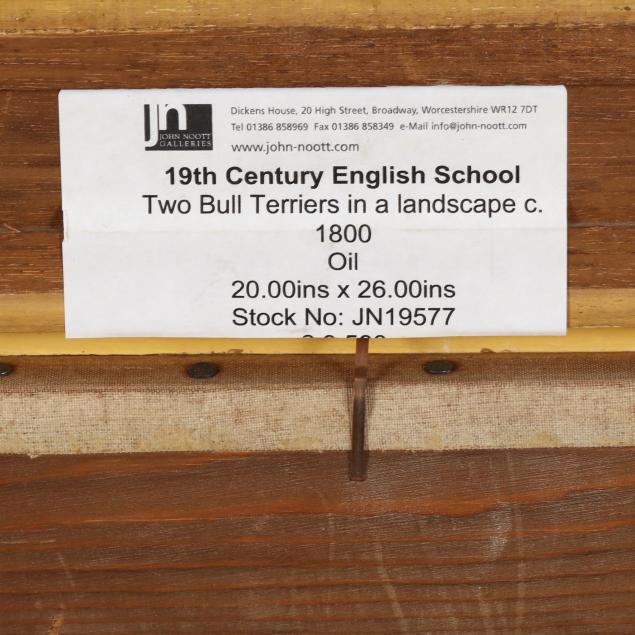 jn
JOHN NOOTT
GALLERIES
Dickens House, 20 High Street, Broadway, Worcestershire WR12 7DT
Tel 01386 858969 Fax 01386 858349 e-Mail info@john-noott.com
www.john-noott.com
19th Century English School
Two Bull Terriers in a landscape c.
1800
Oil
20.00ins x 26.00ins
Stock No: JN19577